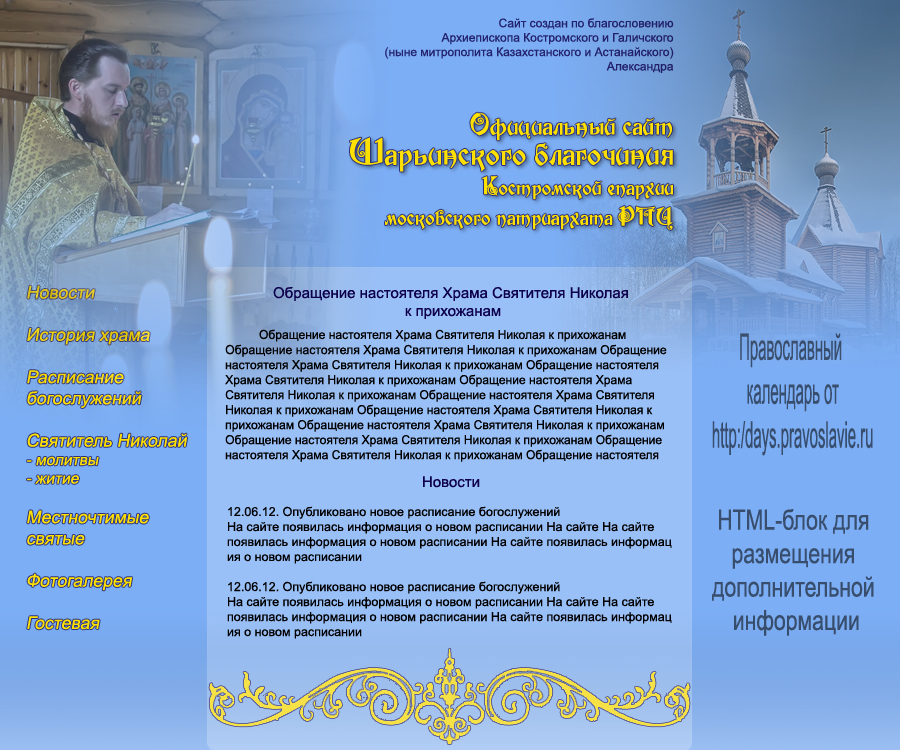 Сайт создан по благословению
Архиепископа Костромского и Галичского
(ныне митрополита Казахстанского и Астанайского)
Александра
Официальный сайт
Шарьинского благочиния
Костромской епархии
московского патриархата РПЦ
Новости
История храма
Расписание
богослужений
Святитель Николай
- молитвы
- житие
Местночтимые
святые
Фотогалерея
Гостевая
Обращение настоятеля Храма Святителя Николая
к прихожанам
Обращение настоятеля Храма Святителя Николая к прихожанам
Обращение настоятеля Храма Святителя Николая к прихожанам Обращение
настоятеля Храма Святителя Николая к прихожанам Обращение настоятеля
Храма Святителя Николая к прихожанам Обращение настоятеля Храма
Святителя Николая к прихожанам Обращение настоятеля Храма Святителя
Николая к прихожанам Обращение настоятеля Храма Святителя Николая к
прихожанам Обращение настоятеля Храма Святителя Николая к прихожанам
Обращение настоятеля Храма Святителя Николая к прихожанам Обращение
настоятеля Храма Святителя Николая к прихожанам Обращение настоятеля
Новости
12.06.12. Опубликовано новое расписание богослужений
На сайте появилась информация о новом расписании На сайте На сайте
появилась информация о новом расписании На сайте появилась информац
ия о новом расписании
12.06.12. Опубликовано новое расписание богослужений
На сайте появилась информация о новом расписании На сайте На сайте
появилась информация о новом расписании На сайте появилась информац
ия о новом расписании
Православный
календарь от
http:/days.pravoslavie.ru
HTML-блок для
размещения
дополнительной
информации